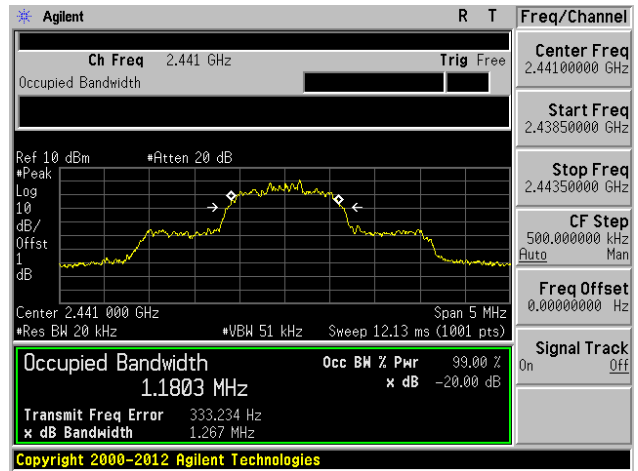 Agilent R T Freq/Channel
Ch Freq 2.441 GHz Trig Free
Occupied Bandwidth
Center Freq
2.44100000 GHz
Start Freq
2.43850000 GHz
Stop Freq
2.44350000 GHz
CF Step
500.000000 kHz
Auto Man
Freq Offset
0.00000000 Hz
Signal Track
On Off
Ref 10 dBm #Atten 20 dB
#Peak
Log
10
dB/
Offst
1
dB
Center 2.441 000 GHz Span 5 MHz
#Res BW 20 kHz #VBW 51 kHz Sweep 12.13 ms (1001 pts)
Occupied Bandwidth Occ BW % Pwr 99.00 %
1.1803 MHz x dB -20.00 dB
Transmit Freq Error 333.234 Hz
x dB Bandwidth 1.267 MHz
Copyright 2000-2012 Agilent Technologies